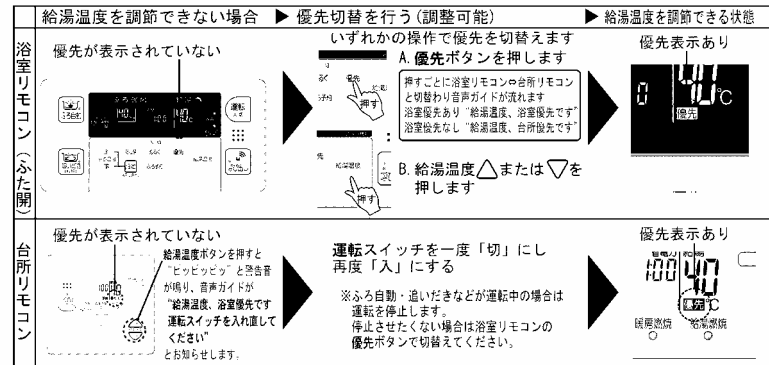 給湯温度を調節できない場合 ▶ 優先切替を行う(調整可能) ▶ 給湯温度を調節できる状態
浴室リモコン(ふた開)
優先が表示されていない
運転
いずれかの操作で優先を切替えます
A. 優先ボタンを押します
優先
押す
押すごとに浴室リモコン⇔台所リモコン
と切替わり音声ガイドが流れます
浴室優先あり"給湯温度、浴室優先です"
浴室優先なし"給湯温度、台所優先です"
給湯温度
押す
B. 給湯温度△または▽を
押します
優先表示あり
40℃
優先
台所リモコン
優先が表示されていない
給湯温度ボタンを押すと
"ピッピッピッ"と警告音
が鳴り、音声ガイドが
"給湯温度、浴室優先です
運転スイッチを入れ直して
ください"
とお知らせします。
運転スイッチを一度「切」にし
再度「入」にする
※ふろ自動・追いだきなどが運転中の場合は
運転を停止します。
停止させたくない場合は浴室リモコンの
優先ボタンで切替えてください。
優先表示あり
給湯
100 40
優先 ℃
暖房燃焼 給湯燃焼